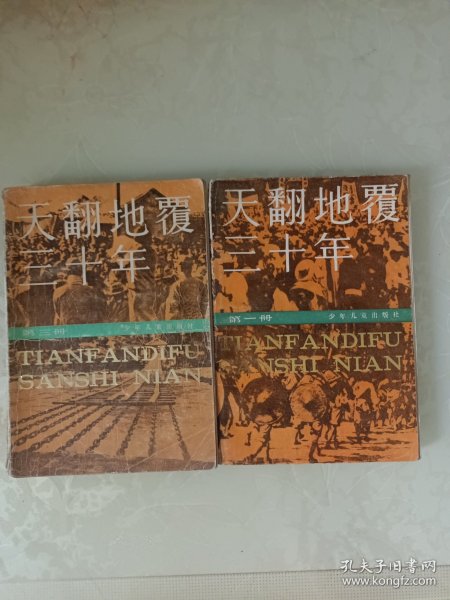 天翻地覆
三十年
第三册
少年儿童出版社
TIANFANDIFU
SANSHI NIAN
天翻地覆
三十年
第一册
少年儿童出版社
TIANFANDIFU
SANSHI NIAN
孔夫子旧书网
www.kongfz.com